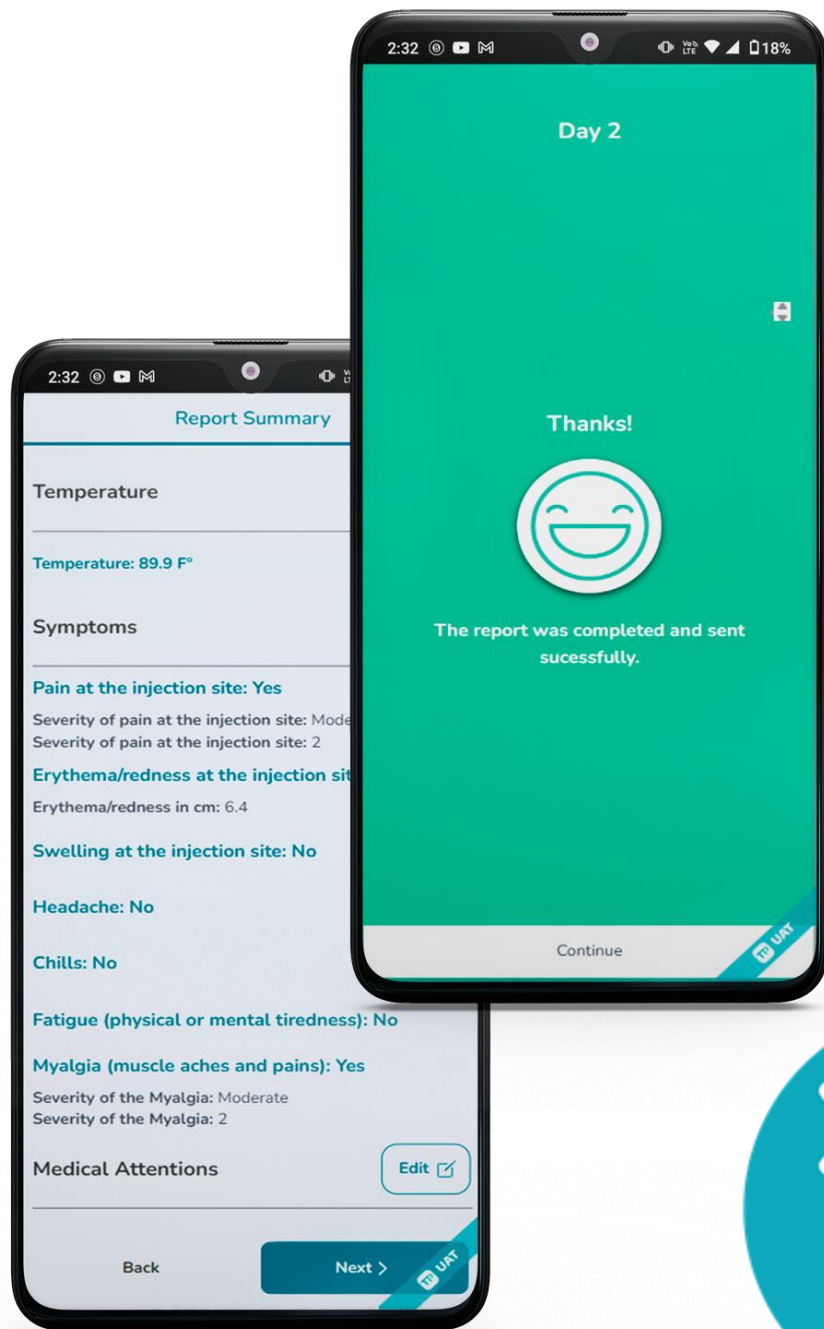 2:32
18%
Day 2
Thanks!
The report was completed and sent
sucessfully.
Continue
UAT
2:32
Report Summary
Temperature
Temperature: 89.9 Fº
Symptoms
Pain at the injection site: Yes
Severity of pain at the injection site:
Severity of pain at the injection site: 2
Erythema/redness at the injection
Erythema/redness in cm: 6.4
Swelling at the injection site: No
Headache: No
Chills: No
Fatigue (physical or mental tiredness): No
Myalgia (muscle aches and pains): Yes
Severity of the Myalgia: Moderate
Severity of the Myalgia: 2
Medical Attentions
Edit
Back
Next >
UAT